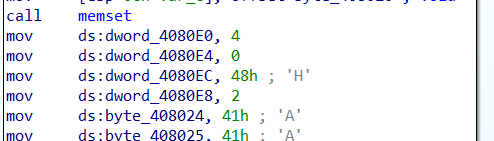 call memset
mov ds:dword_4080E0, 4
mov ds:dword_4080E4, 0
mov ds:dword_4080EC, 48h ; 'H'
mov ds:dword_4080E8, 2
mov ds:byte_408024, 41h ; 'A'
mov ds:byte_408025, 41h ; 'A'